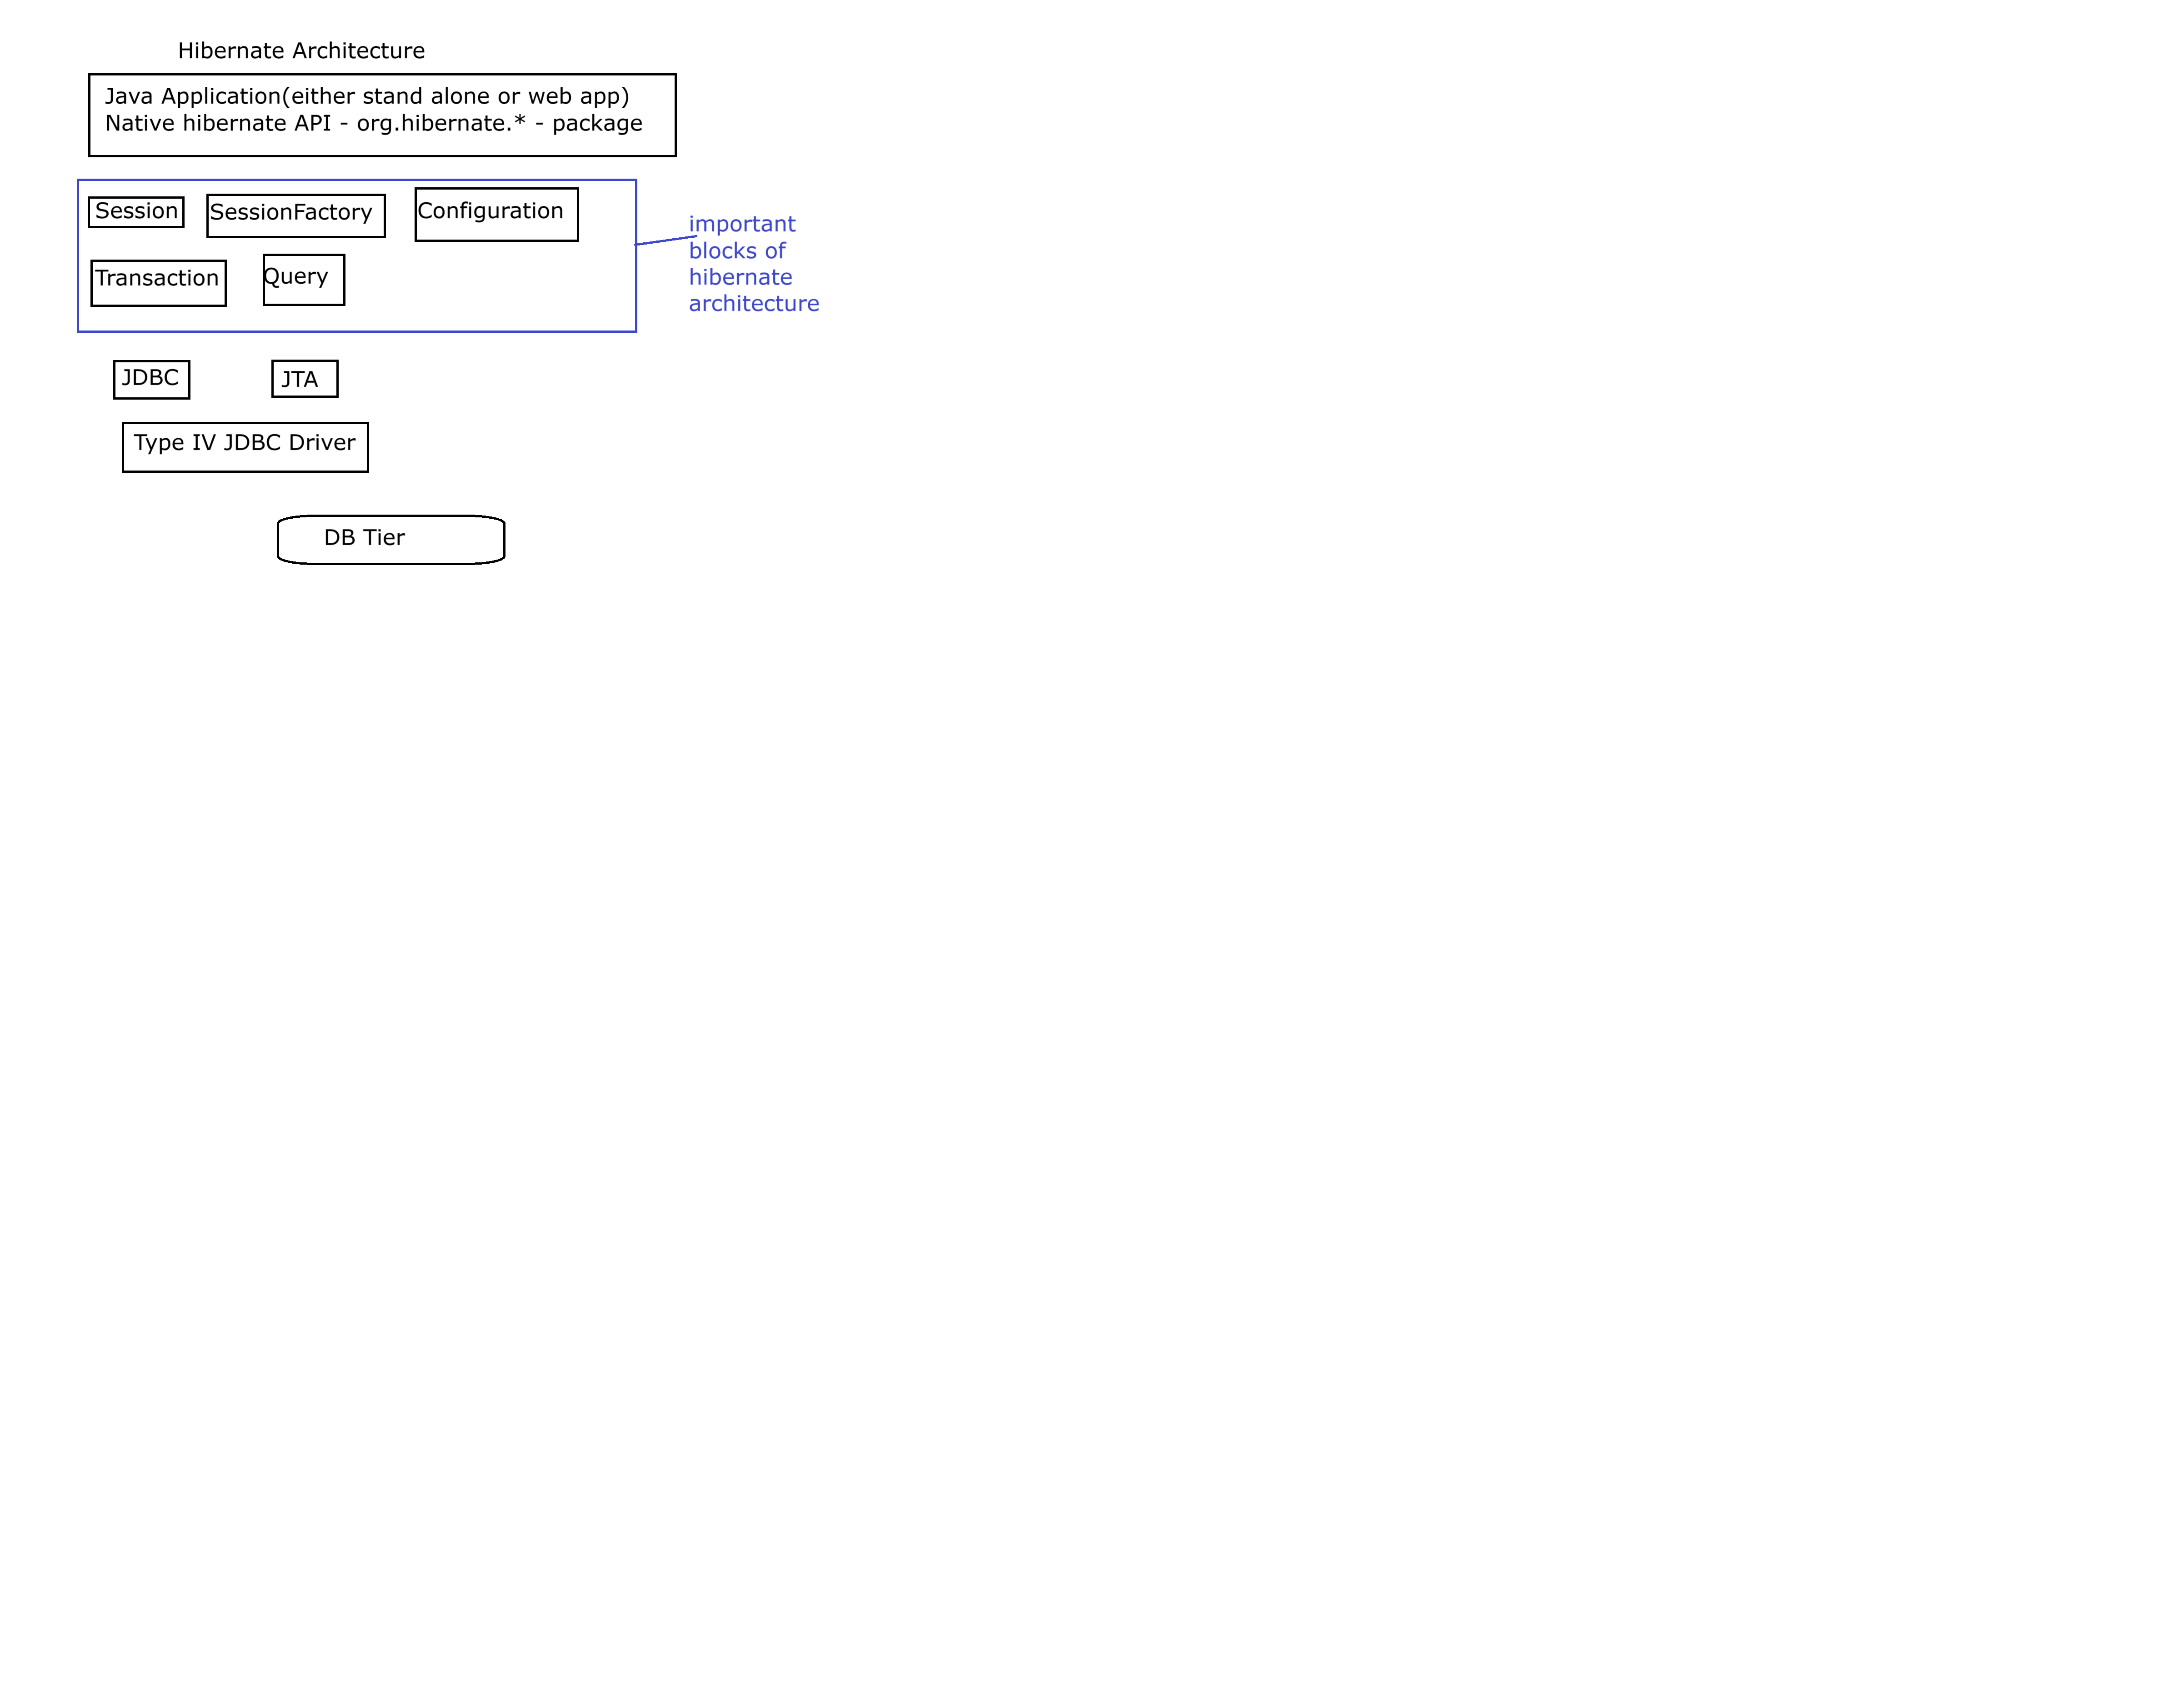 Hibernate Architecture
Java Application(either stand alone or web app)
Native hibernate API - org.hibernate.* - package
Session
SessionFactory
Configuration
Transaction
Query
important
blocks of
hibernate
architecture
JDBC
JTA
Type IV JDBC Driver
DB Tier